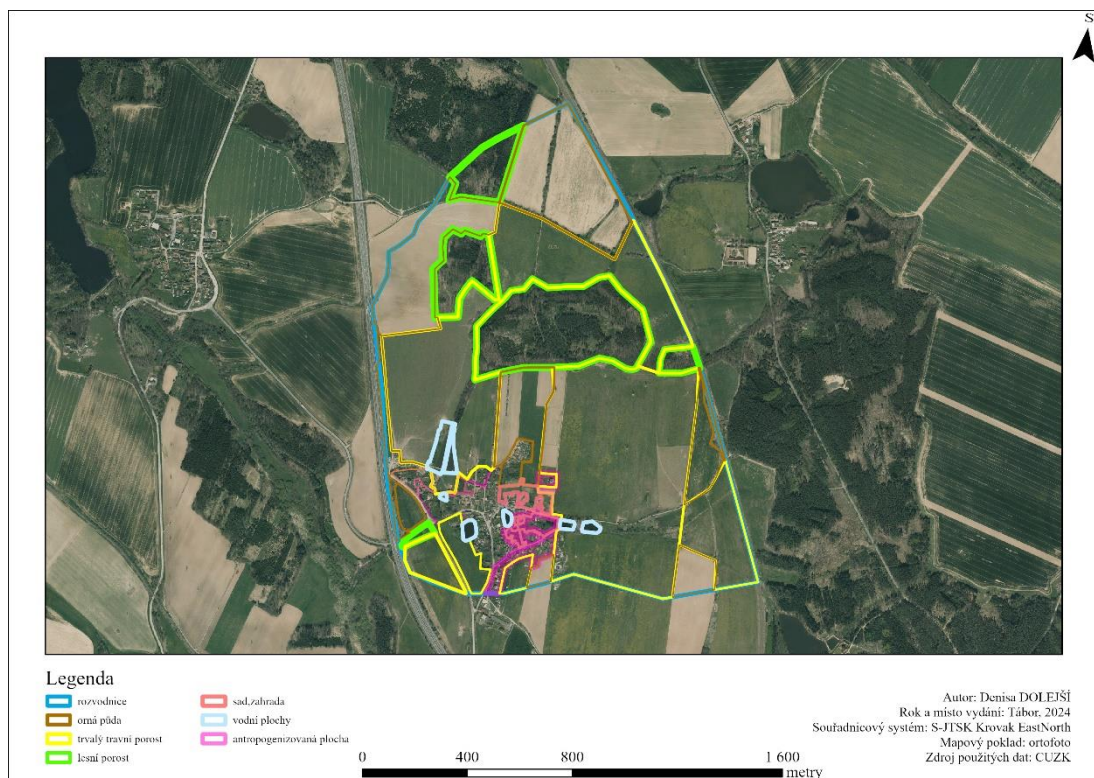 S
Legenda
rozvodnice
orná půda
trvalý travní porost
lesní porost
sad,zahrada
vodní plochy
antropogenizovaná plocha
0 400 800 1 600
metry
Autor: Denisa DOLEJŠÍ
Rok a místo vydání: Tábor, 2024
Souřadnicový systém: S-JTSK Krovak EastNorth
Mapový poklad: ortofoto
Zdroj použitých dat: CUZK